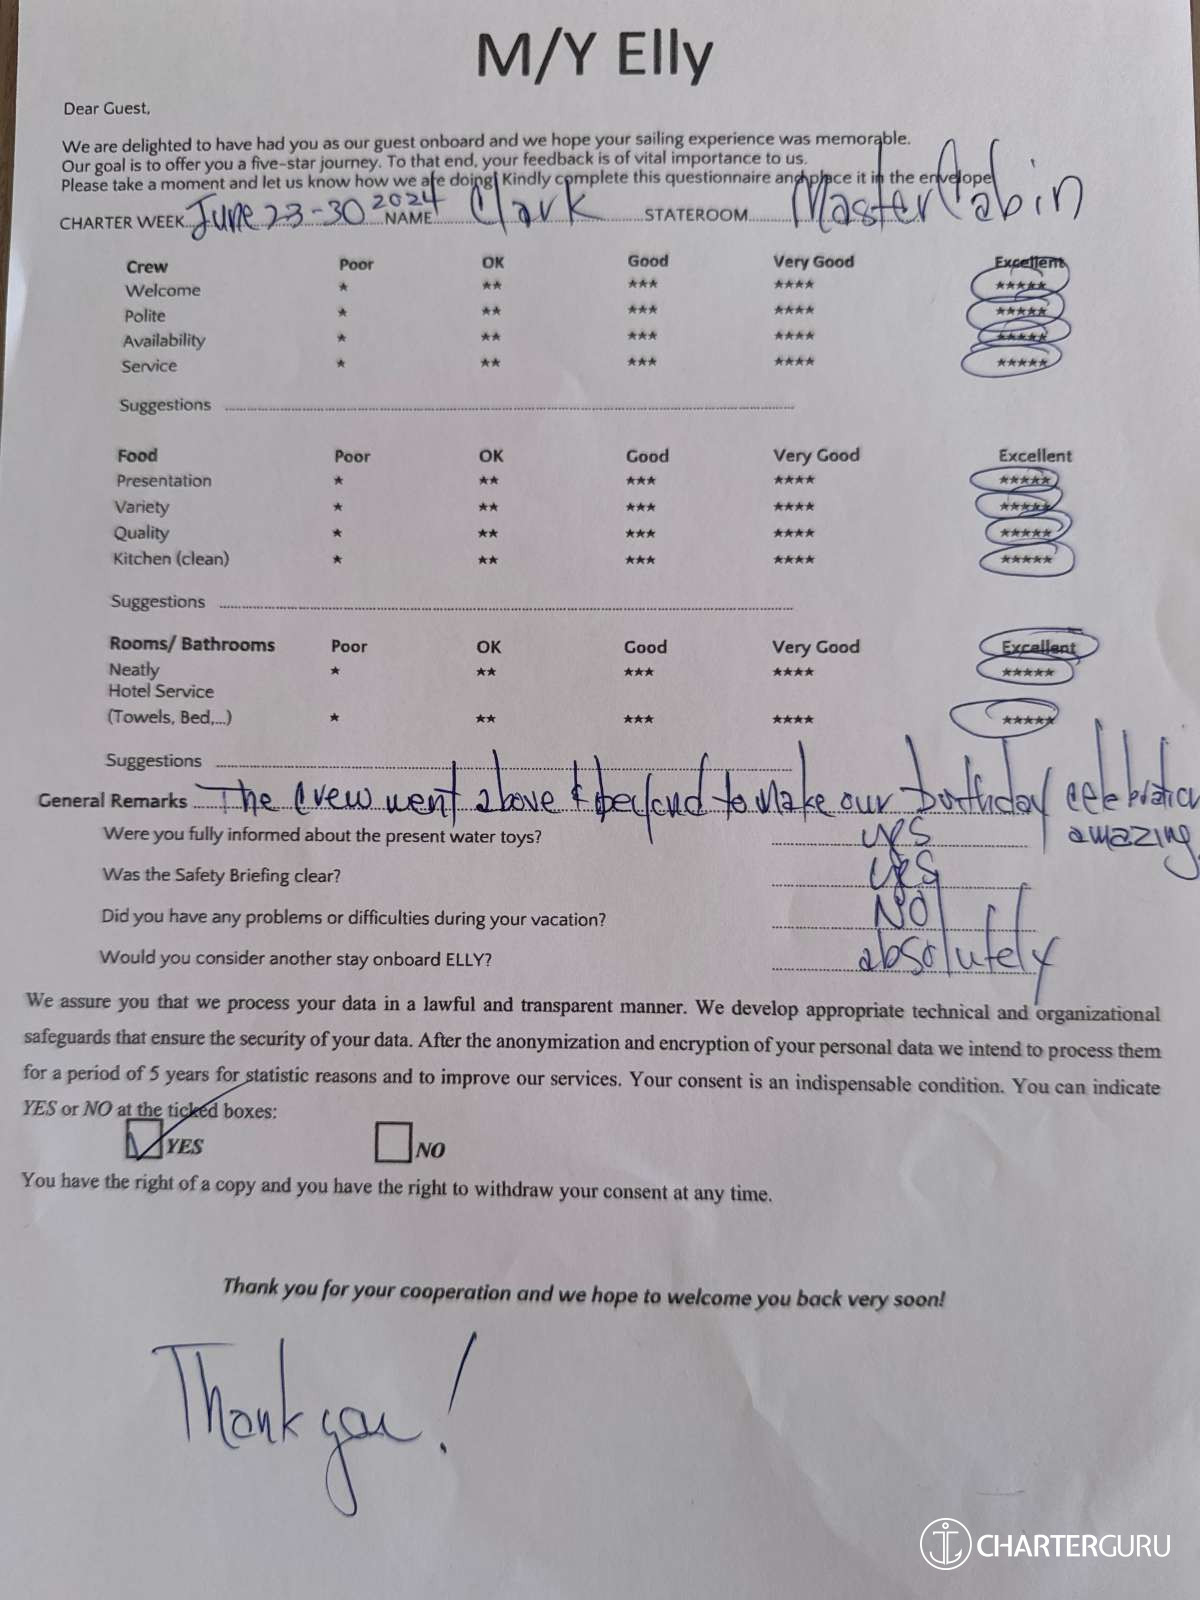 M/Y Elly
Dear Guest,
We are delighted to have had you as our guest onboard and we hope your sailing experience was memorable.
Our goal is to offer you a five-star journey. To that end, your feedback is of vital importance to us.
Please take a moment and let us know how we are doing! Kindly complete this questionnaire and place it in the envelope
CHARTER WEEK June 23-30 2024 NAME Clark STATEROOM Master Cabin
Crew Poor OK Good Very Good Excellent
Welcome ★ ★★ ★★★ ★★★★ ★★★★★
Polite ★ ★★ ★★★ ★★★★ ★★★★★
Availability ★ ★★ ★★★ ★★★★ ★★★★★
Service ★ ★★ ★★★ ★★★★ ★★★★★
Suggestions
Food Poor OK Good Very Good Excellent
Presentation ★ ★★ ★★★ ★★★★ ★★★★★
Variety ★ ★★ ★★★ ★★★★ ★★★★★
Quality ★ ★★ ★★★ ★★★★ ★★★★★
Kitchen (clean) ★ ★★ ★★★ ★★★★ ★★★★★
Suggestions
Rooms/ Bathrooms Poor OK Good Very Good Excellent
Neatly ★ ★★ ★★★ ★★★★ ★★★★★
Hotel Service
(Towels, Bed,...) ★ ★★ ★★★ ★★★★ ★★★★★
Suggestions
General Remarks The crew went above & beyond to make our birthday celebration
amazing.
Were you fully informed about the present water toys? yes
Was the Safety Briefing clear? yes
Did you have any problems or difficulties during your vacation? NO
Would you consider another stay onboard ELLY? absolutely
We assure you that we process your data in a lawful and transparent manner. We develop appropriate technical and organizational
safeguards that ensure the security of your data. After the anonymization and encryption of your personal data we intend to process them
for a period of 5 years for statistic reasons and to improve our services. Your consent is an indispensable condition. You can indicate
YES or NO at the ticked boxes:
YES NO
You have the right of a copy and you have the right to withdraw your consent at any time.
Thank you for your cooperation and we hope to welcome you back very soon!
Thank you!
CHARTERGURU